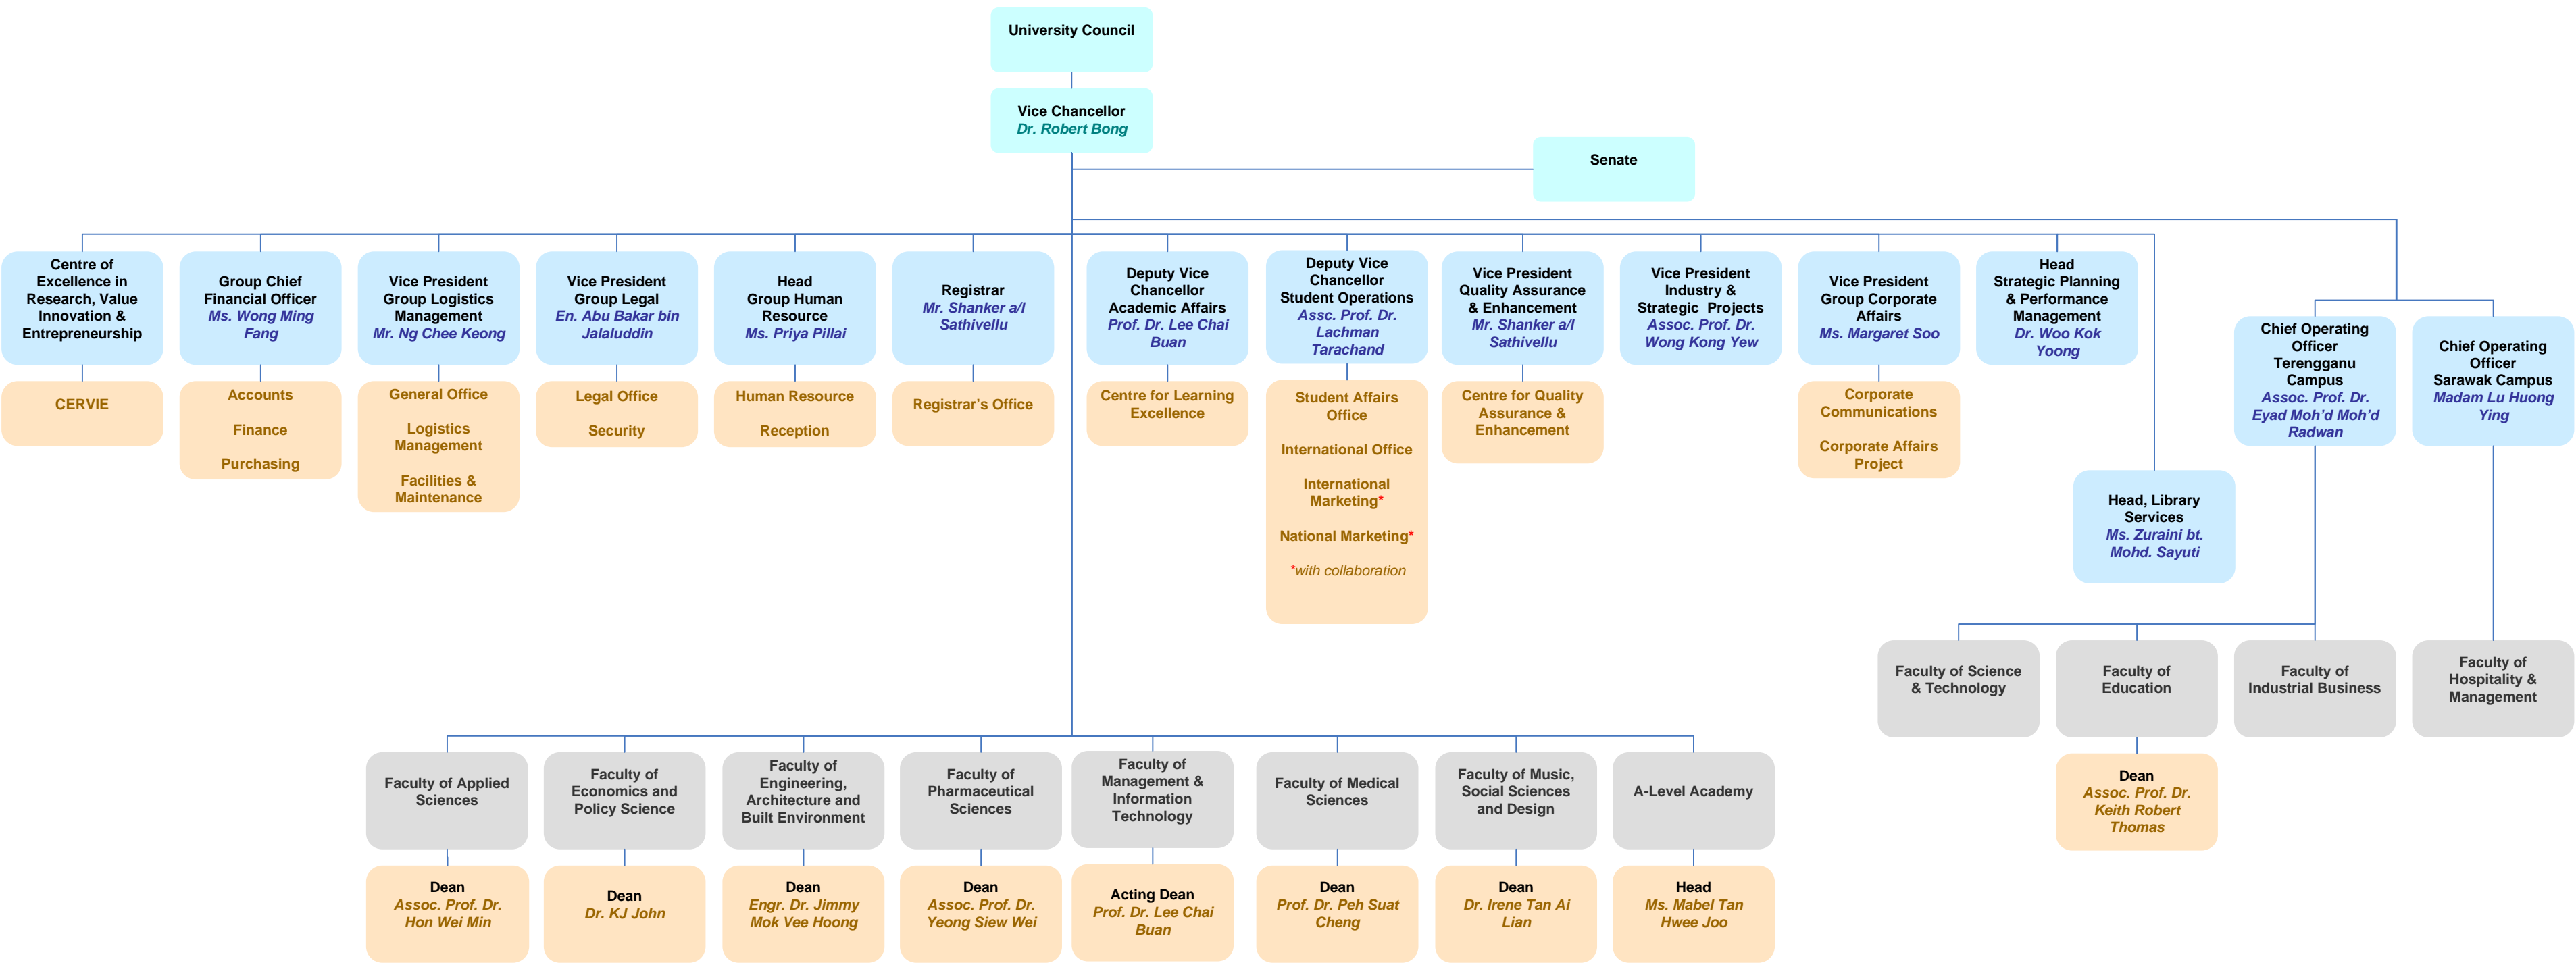 University Council
Vice Chancellor
Dr. Robert Bong
Senate
Centre of
Excellence in
Research, Value
Innovation &
Entrepreneurship
Group Chief
Financial Officer
Ms. Wong Ming
Fang
Vice President
Group Logistics
Management
Mr. Ng Chee Keong
Vice President
Group Legal
En. Abu Bakar bin
Jalaluddin
Head
Group Human
Resource
Ms. Priya Pillai
Registrar
Mr. Shanker a/l
Sathivellu
Deputy Vice
Chancellor
Academic Affairs
Prof. Dr. Lee Chai
Buan
Deputy Vice
Chancellor
Student Operations
Assc. Prof. Dr.
Lachman
Tarachand
Vice President
Quality Assurance
& Enhancement
Mr. Shanker a/l
Sathivellu
Vice President
Industry &
Strategic Projects
Assoc. Prof. Dr.
Wong Kong Yew
Vice President
Group Corporate
Affairs
Ms. Margaret Soo
Head
Strategic Planning
& Performance
Management
Dr. Woo Kok
Yoong
Chief Operating
Officer
Terengganu
Campus
Assoc. Prof. Dr.
Eyad Moh’d Moh’d
Radwan
Chief Operating
Officer
Sarawak Campus
Madam Lu Huong
Ying
CERVIE
Accounts
Finance
Purchasing
General Office
Logistics
Management
Facilities &
Maintenance
Legal Office
Security
Human Resource
Reception
Registrar’s Office
Centre for Learning
Excellence
Student Affairs
Office
International Office
International
Marketing*
National Marketing*
*with collaboration
Centre for Quality
Assurance &
Enhancement
Corporate
Communications
Corporate Affairs
Project
Head, Library
Services
Ms. Zuraini bt.
Mohd. Sayuti
Faculty of Science
& Technology
Faculty of
Education
Faculty of
Industrial Business
Faculty of
Hospitality &
Management
Dean
Assoc. Prof. Dr.
Keith Robert
Thomas
Faculty of Applied
Sciences
Faculty of
Economics and
Policy Science
Faculty of
Engineering,
Architecture and
Built Environment
Faculty of
Pharmaceutical
Sciences
Faculty of
Management &
Information
Technology
Faculty of Medical
Sciences
Faculty of Music,
Social Sciences
and Design
A-Level Academy
Dean
Assoc. Prof. Dr.
Hon Wei Min
Dean
Dr. KJ John
Dean
Engr. Dr. Jimmy
Mok Vee Hoong
Dean
Assoc. Prof. Dr.
Yeong Siew Wei
Acting Dean
Prof. Dr. Lee Chai
Buan
Dean
Prof. Dr. Peh Suat
Cheng
Dean
Dr. Irene Tan Ai
Lian
Head
Ms. Mabel Tan
Hwee Joo